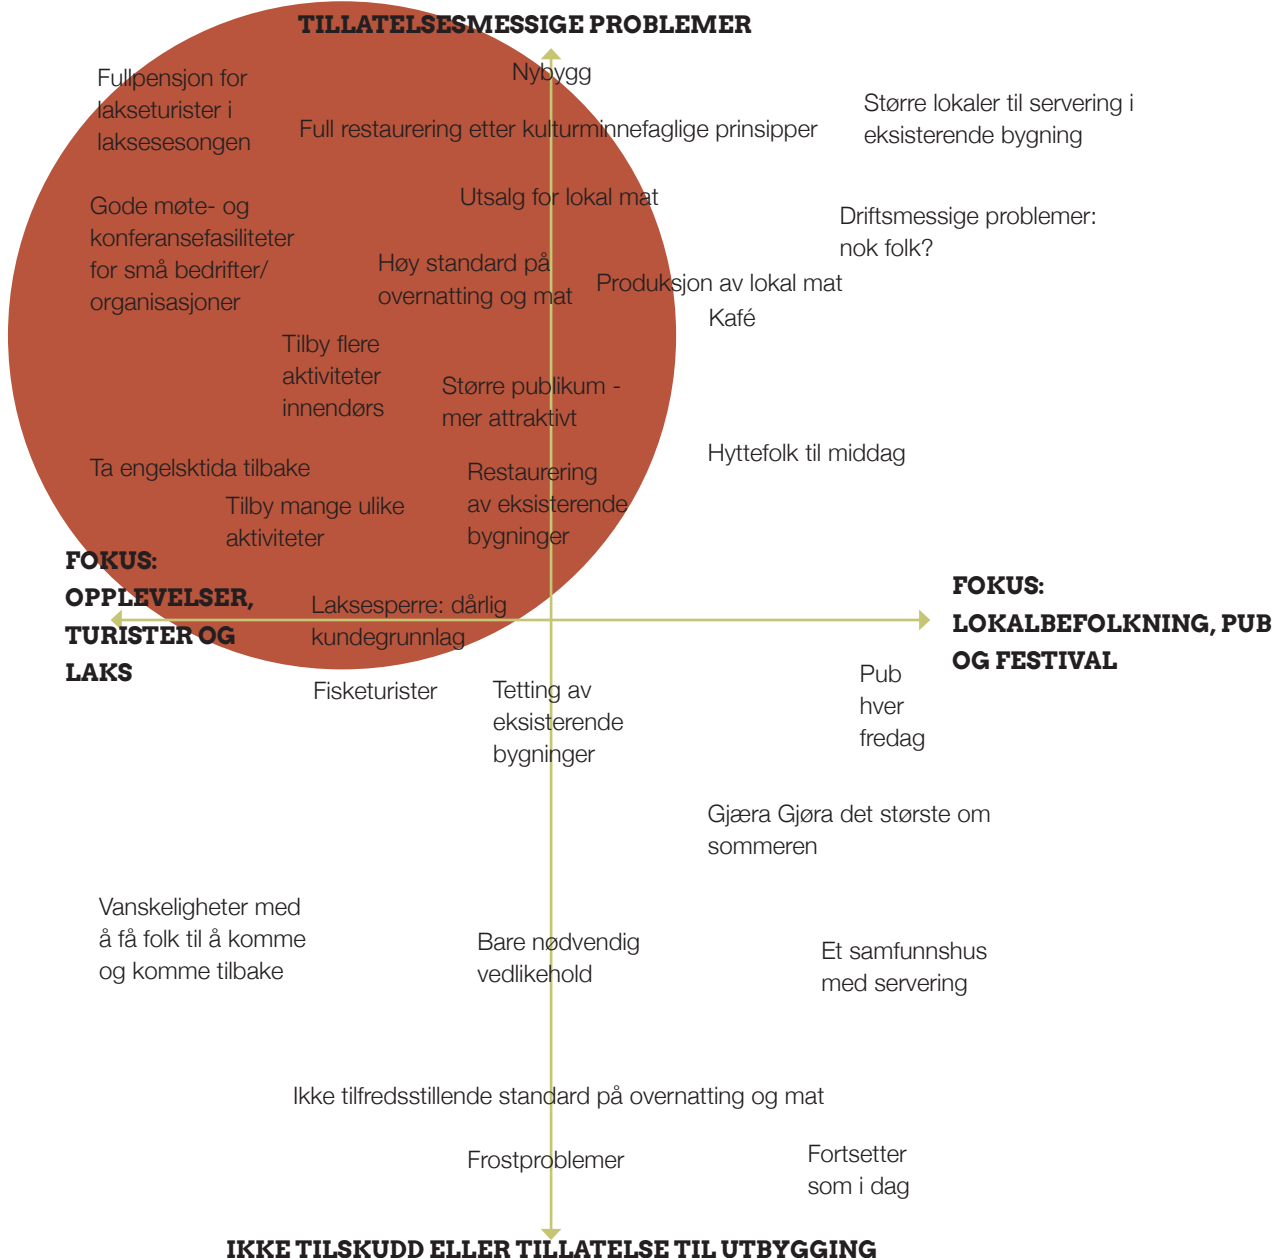 TILLATELSESMESSIGE PROBLEMER
Nybygg
Fullpensjon for
lakseturister i
laksesesongen
Full restaurering etter kulturminnefaglige prinsipper
Større lokaler til servering i
eksisterende bygning
Utsalg for lokal mat
Gode møte- og
konferansefasiliteter
for små bedrifter/
organisasjoner
Driftsmessige problemer:
nok folk?
Høy standard på
overnatting og mat
Produksjon av lokal mat
Kafé
Tilby flere
aktiviteter
innendørs
Større publikum -
mer attraktivt
Hyttefolk til middag
Ta engelsktida tilbake
Restaurering
av eksisterende
bygninger
Tilby mange ulike
aktiviteter
FOKUS:
OPPLEVELSER,
TURISTER OG
LAKS
Laksesperre: dårlig
kundegrunnlag
FOKUS:
LOKALBEFOLKNING, PUB
OG FESTIVAL
Fisketurister
Tetting av
eksisterende
bygninger
Pub
hver
fredag
Gjæra Gjøra det største om
sommeren
Vanskeligheter med
å få folk til å komme
og komme tilbake
Bare nødvendig
vedlikehold
Et samfunnshus
med servering
Ikke tilfredsstillende standard på overnatting og mat
Frostproblemer
Fortsetter
som i dag
IKKE TILSKUDD ELLER TILLATELSE TIL UTBYGGING